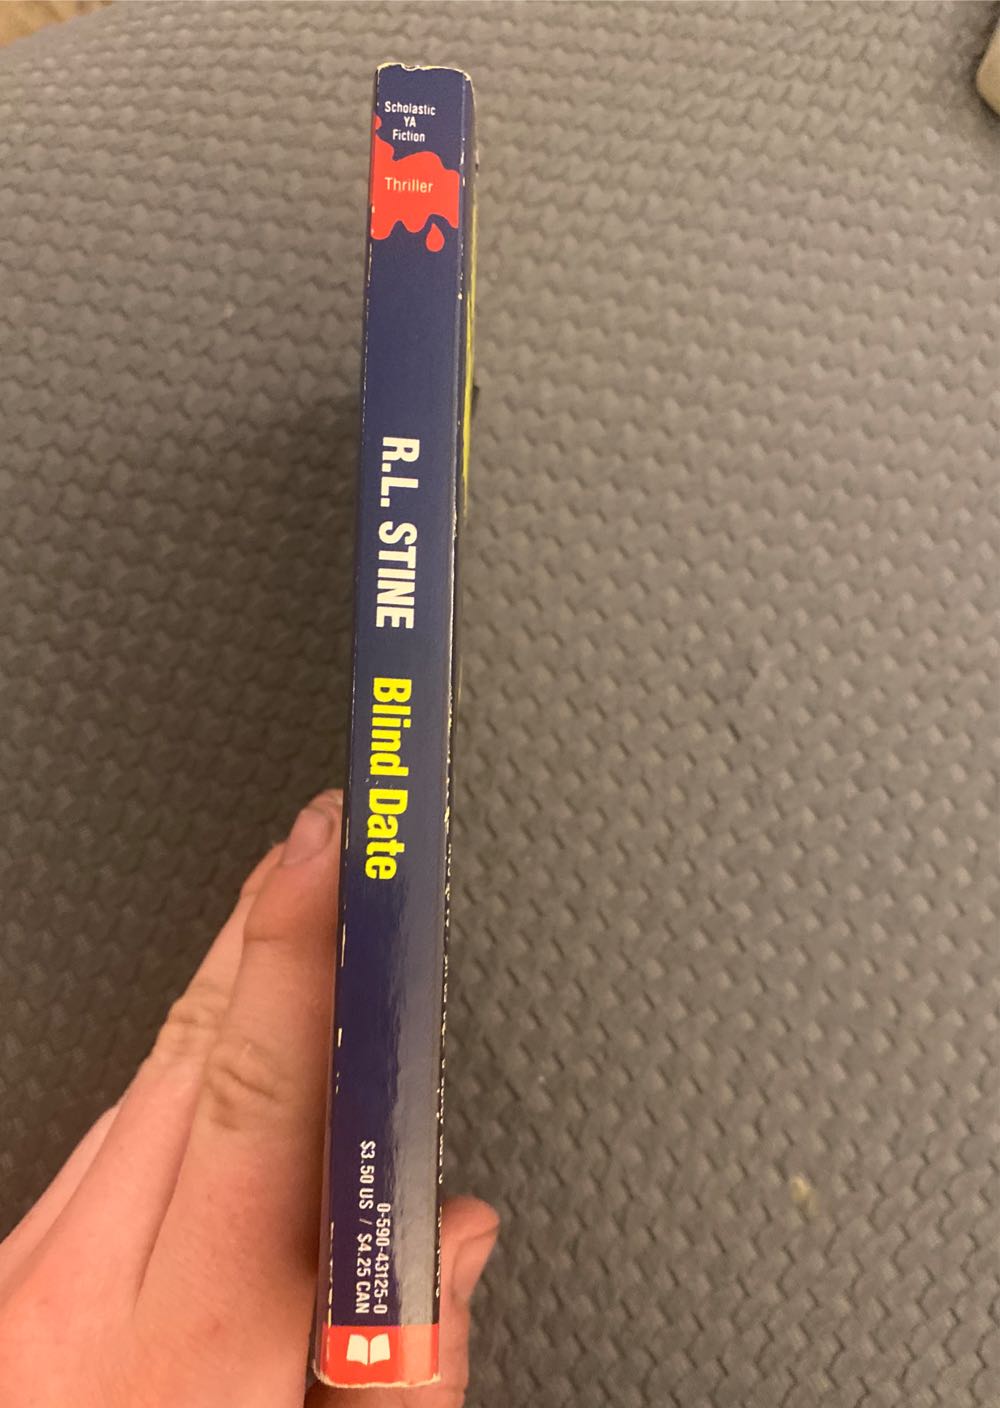 Scholastic
YA
Fiction
Thriller
R.L. STINE Blind Date
0-590-43125-0
$3.50 US / $4.25 CAN